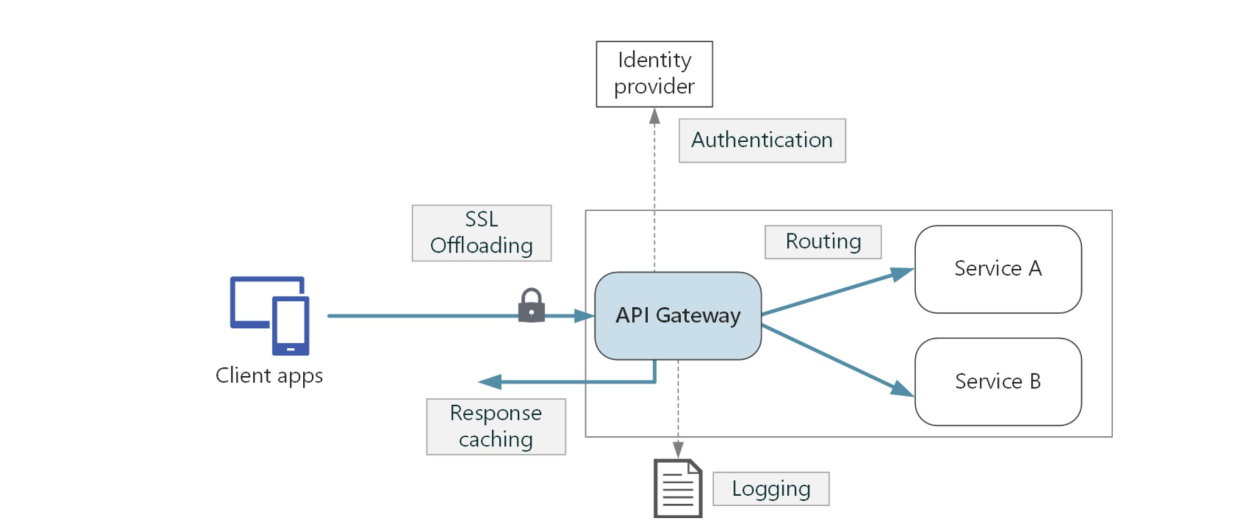 Identity
provider
Authentication
SSL
Offloading
Routing
Service A
API Gateway
Client apps
Service B
Response
caching
Logging